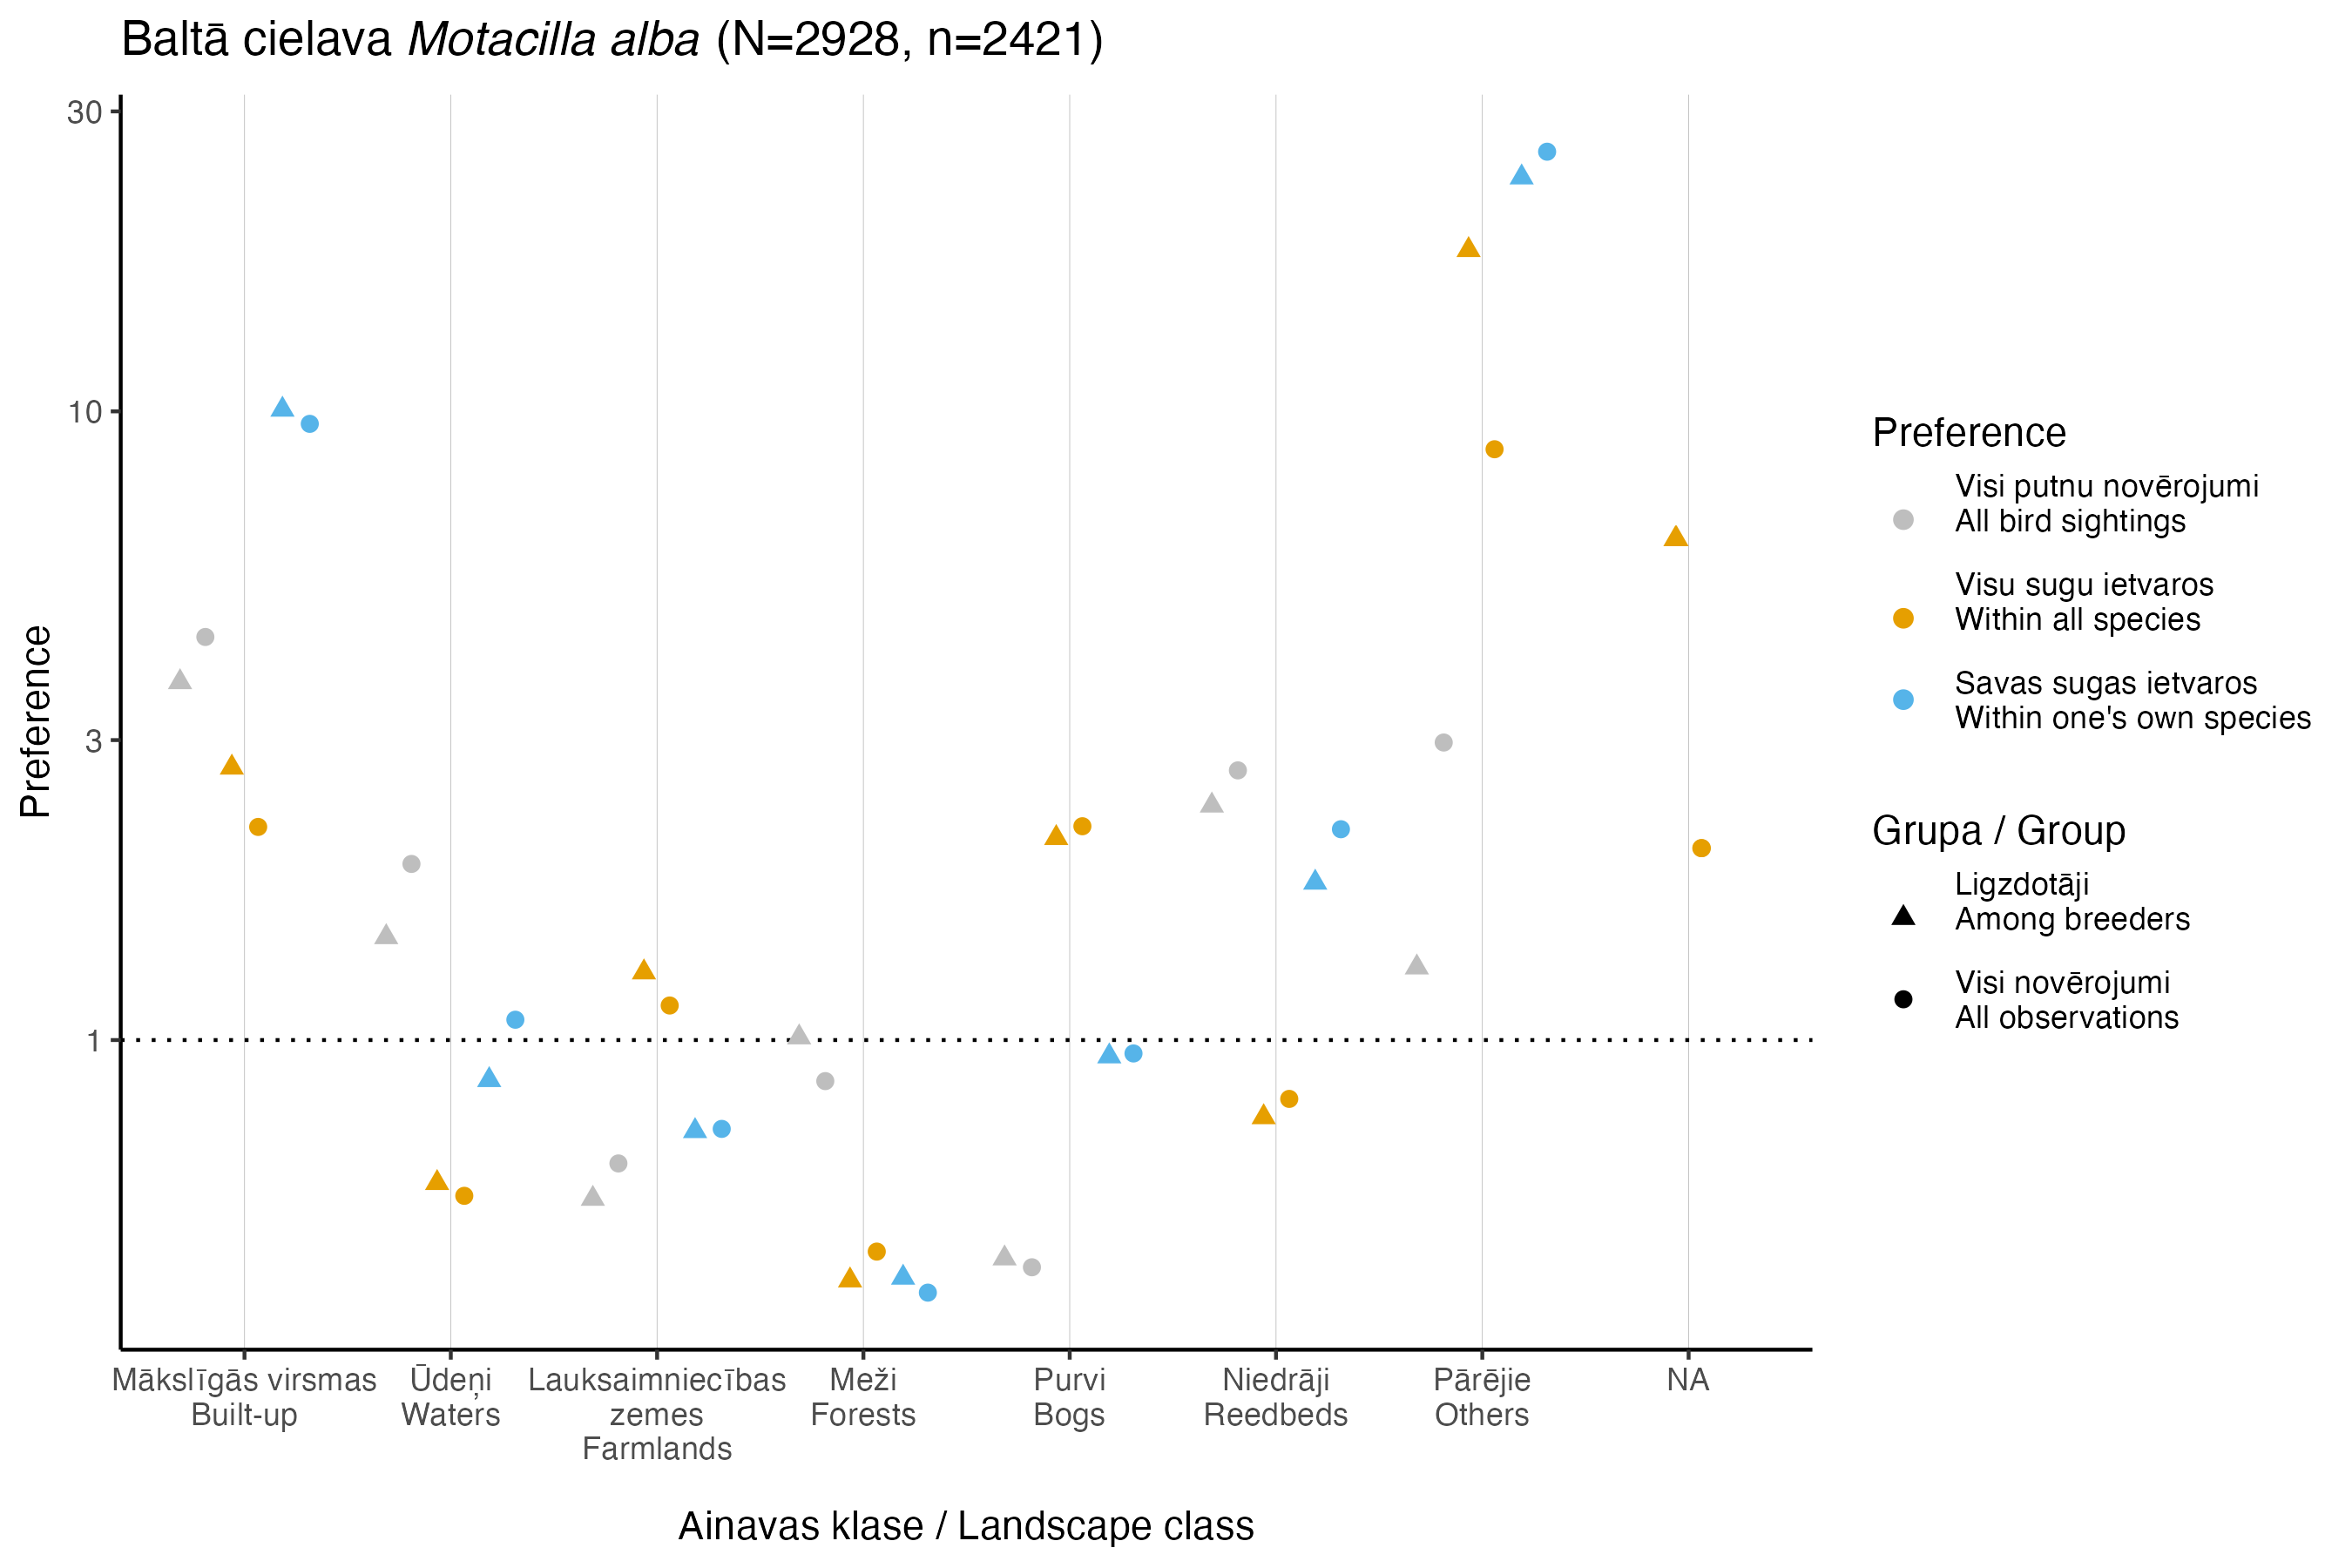 Baltā cielava Motacilla alba (N=2928, n=2421)
30
10
3
1
Preference
Mākslīgās virsmas
Built-up
Ūdeņi
Waters
Lauksaimniecības
zemes
Farmlands
Meži
Forests
Purvi
Bogs
Niedrāji
Reedbeds
Pārējie
Others
NA
Ainavas klase / Landscape class
Preference
Visi putnu novērojumi
All bird sightings
Visu sugu ietvaros
Within all species
Savas sugas ietvaros
Within one's own species
Grupa / Group
Ligzdotāji
Among breeders
Visi novērojumi
All observations